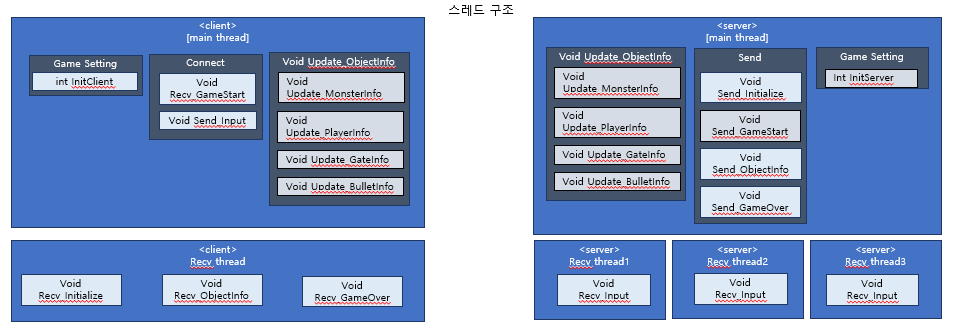 스레드 구조
<client>
[main thread]
Game Setting
int InitClient
Connect
Void
Recv_GameStart
Void Send_Input
Void Update_ObjectInfo
Void
Update_MonsterInfo
Void
Update_PlayerInfo
Void Update_GateInfo
Void Update_BulletInfo
<client>
Recv thread
Void
Recv_Initialize
Void
Recv_ObjectInfo
Void
Recv_GameOver
<server>
[main thread]
Void Update_ObjectInfo
Void
Update_MonsterInfo
Void
Update_PlayerInfo
Void Update_GateInfo
Void Update_BulletInfo
Send
Void
Send_Initialize
Void
Send_GameStart
Void
Send_ObjectInfo
Void
Send_GameOver
Game Setting
Int InitServer
<server>
Recv thread1
Void
Recv_Input
<server>
Recv thread2
Void
Recv_Input
<server>
Recv thread3
Void
Recv_Input